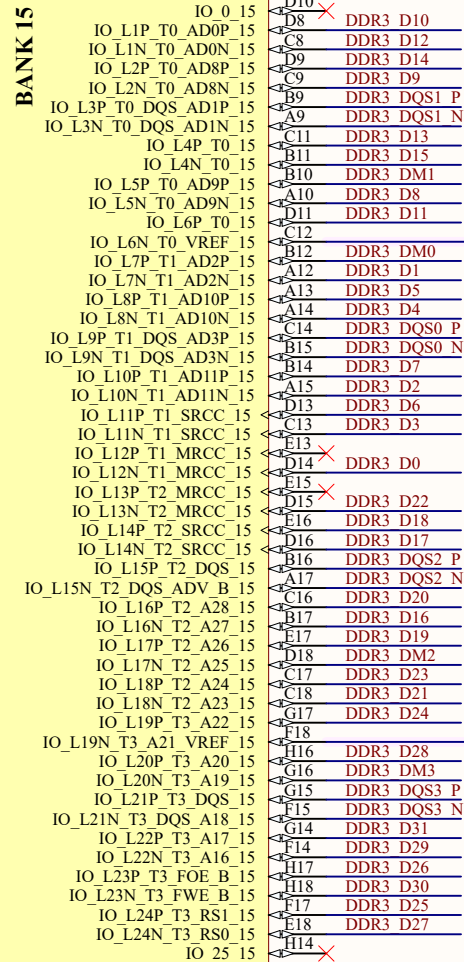 BANK 15
IO_0_15 D10
IO_L1P_T0_AD0P_15 D8 DDR3_D10
IO_L1N_T0_AD0N_15 C8 DDR3_D12
IO_L2P_T0_AD8P_15 D9 DDR3_D14
IO_L2N_T0_AD8N_15 C9 DDR3_D9
IO_L3P_T0_DQS_AD1P_15 B9 DDR3_DQS1_P
IO_L3N_T0_DQS_AD1N_15 A9 DDR3_DQS1_N
IO_L4P_T0_15 C11 DDR3_D13
IO_L4N_T0_15 B11 DDR3_D15
IO_L5P_T0_AD9P_15 B10 DDR3_DM1
IO_L5N_T0_AD9N_15 A10 DDR3_D8
IO_L6P_T0_15 D11 DDR3_D11
IO_L6N_T0_VREF_15 C12
IO_L7P_T1_AD2P_15 B12 DDR3_DM0
IO_L7N_T1_AD2N_15 A12 DDR3_D1
IO_L8P_T1_AD10P_15 A13 DDR3_D5
IO_L8N_T1_AD10N_15 A14 DDR3_D4
IO_L9P_T1_DQS_AD3P_15 C14 DDR3_DQS0_P
IO_L9N_T1_DQS_AD3N_15 B15 DDR3_DQS0_N
IO_L10P_T1_AD11P_15 B14 DDR3_D7
IO_L10N_T1_AD11N_15 A15 DDR3_D2
IO_L11P_T1_SRCC_15 D13 DDR3_D6
IO_L11N_T1_SRCC_15 C13 DDR3_D3
IO_L12P_T1_MRCC_15 E13
IO_L12N_T1_MRCC_15 D14 DDR3_D0
IO_L13P_T2_MRCC_15 E15
IO_L13N_T2_MRCC_15 D15 DDR3_D22
IO_L14P_T2_SRCC_15 E16 DDR3_D18
IO_L14N_T2_SRCC_15 D16 DDR3_D17
IO_L15P_T2_DQS_15 B16 DDR3_DQS2_P
IO_L15N_T2_DQS_ADV_B_15 A17 DDR3_DQS2_N
IO_L16P_T2_A28_15 C16 DDR3_D20
IO_L16N_T2_A27_15 B17 DDR3_D16
IO_L17P_T2_A26_15 E17 DDR3_D19
IO_L17N_T2_A25_15 D18 DDR3_DM2
IO_L18P_T2_A24_15 C17 DDR3_D23
IO_L18N_T2_A23_15 C18 DDR3_D21
IO_L19P_T3_A22_15 G17 DDR3_D24
IO_L19N_T3_A21_VREF_15 F18
IO_L20P_T3_A20_15 H16 DDR3_D28
IO_L20N_T3_A19_15 G16 DDR3_DM3
IO_L21P_T3_DQS_15 G15 DDR3_DQS3_P
IO_L21N_T3_DQS_A18_15 F15 DDR3_DQS3_N
IO_L22P_T3_A17_15 G14 DDR3_D31
IO_L22N_T3_A16_15 F14 DDR3_D29
IO_L23P_T3_FOE_B_15 H17 DDR3_D26
IO_L23N_T3_FWE_B_15 H18 DDR3_D30
IO_L24P_T3_RS1_15 F17 DDR3_D25
IO_L24N_T3_RS0_15 E18 DDR3_D27
IO_25_15 H14